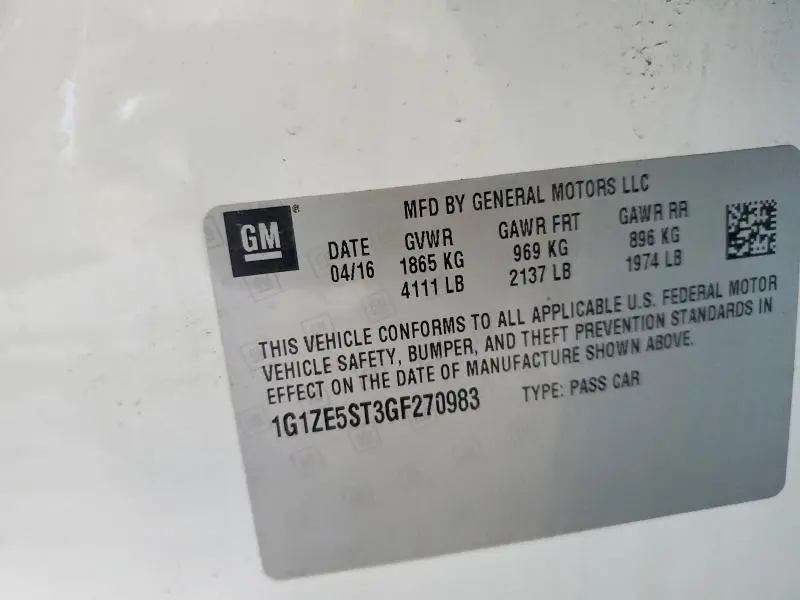 GM ®
MFD BY GENERAL MOTORS LLC
DATE GVWR GAWR FRT GAWR RR
04/16 1865 KG 969 KG 896 KG
4111 LB 2137 LB 1974 LB
THIS VEHICLE CONFORMS TO ALL APPLICABLE U.S. FEDERAL MOTOR
VEHICLE SAFETY, BUMPER, AND THEFT PREVENTION STANDARDS IN
EFFECT ON THE DATE OF MANUFACTURE SHOWN ABOVE.
1G1ZE5ST3GF270983 TYPE: PASS CAR